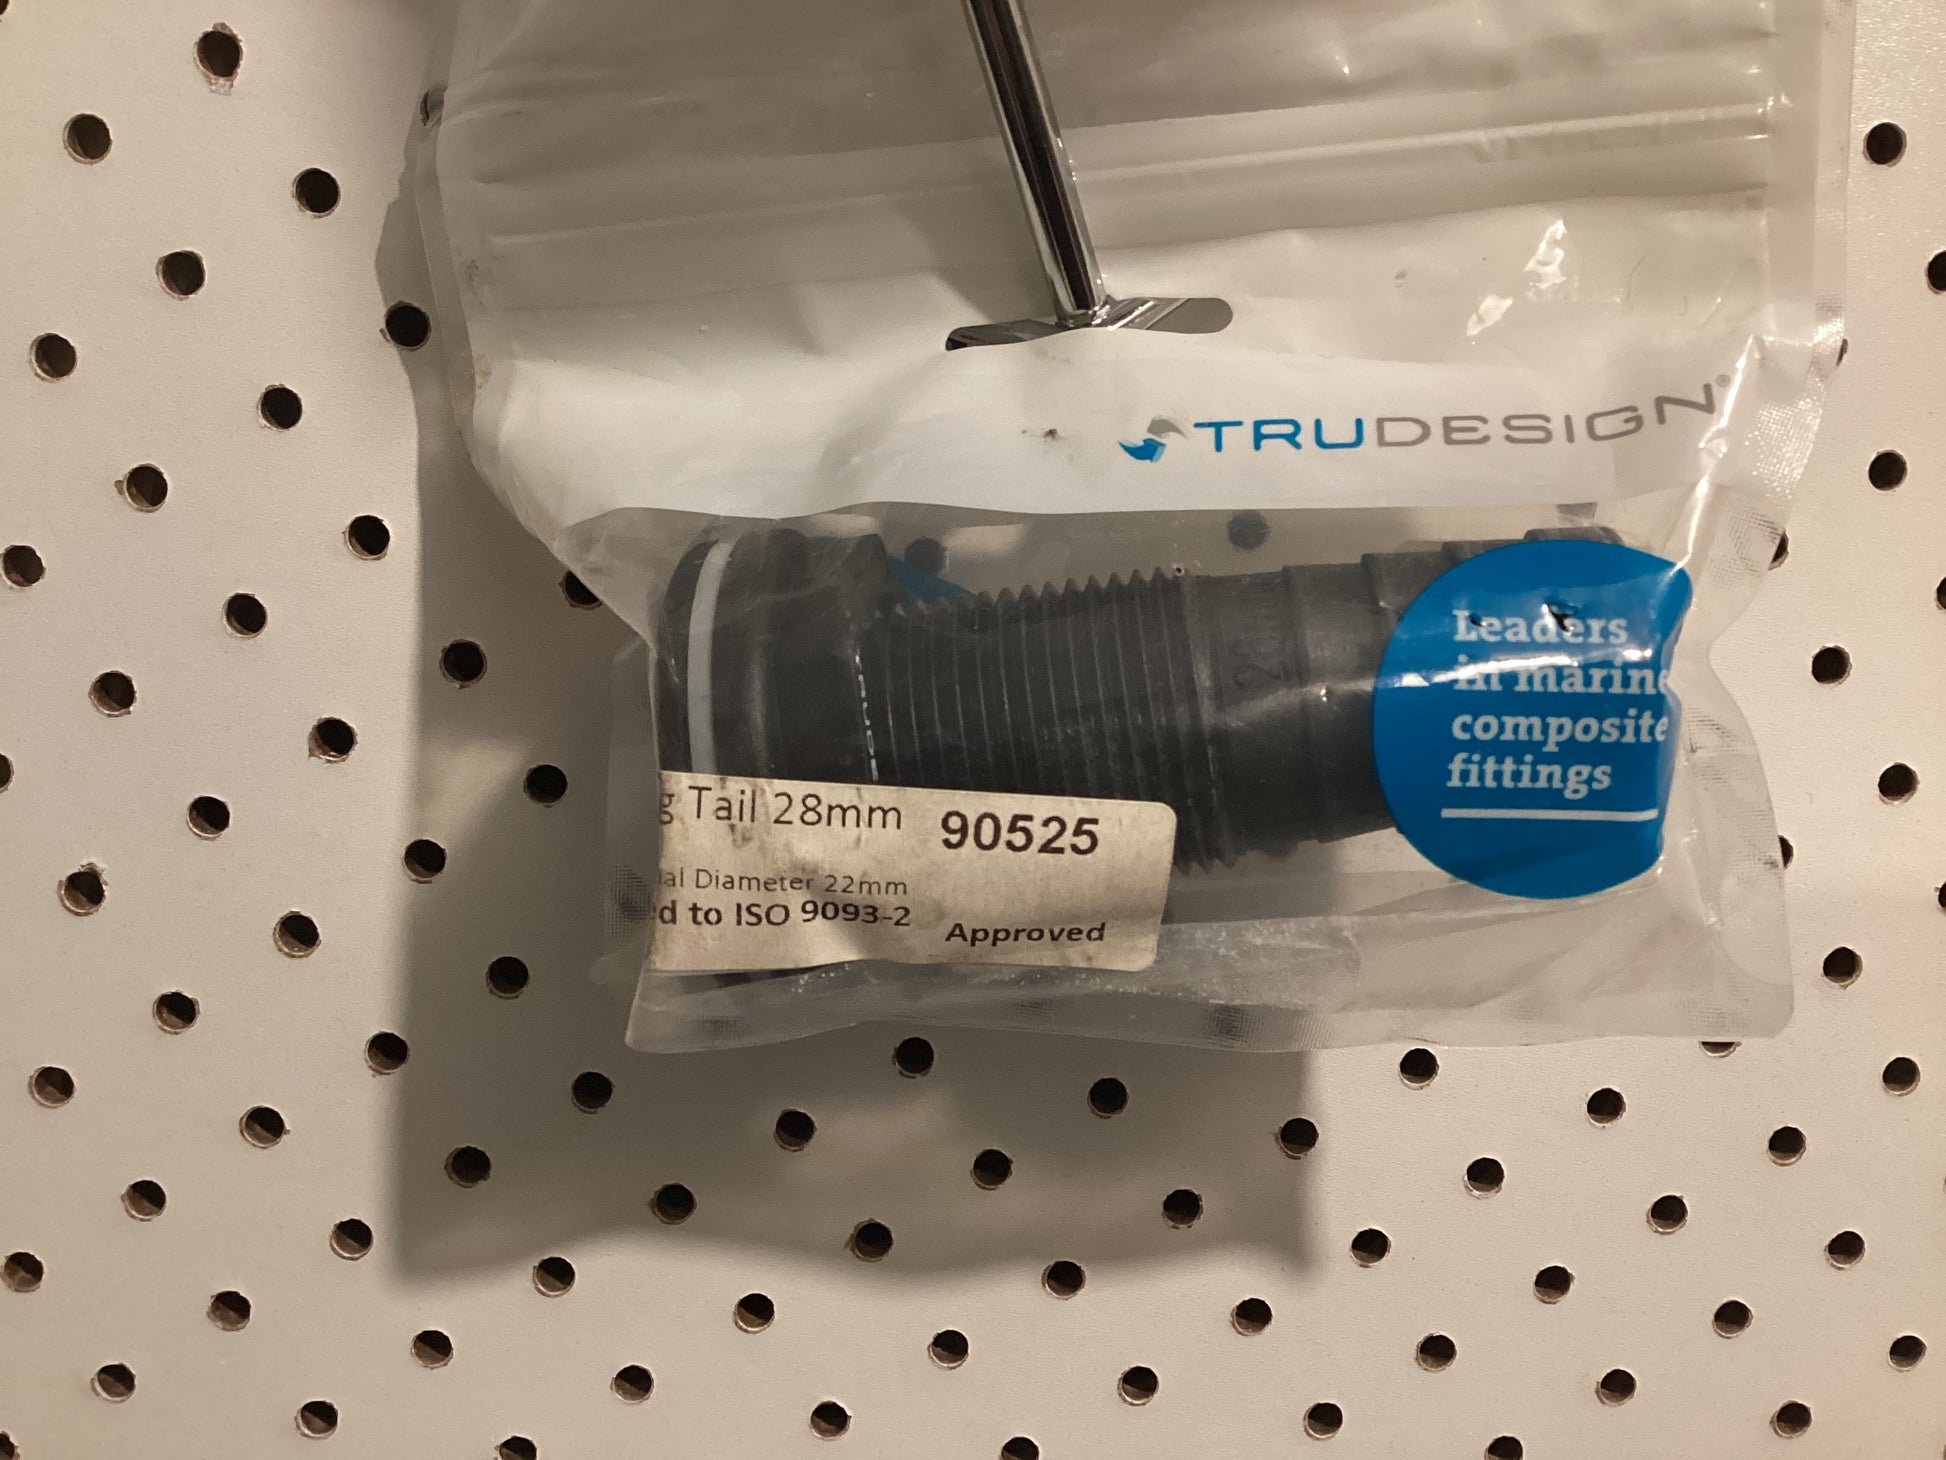 TRUDESIGN®
Leaders
in marine
composite
fittings
g Tail 28mm 90525
al Diameter 22mm
d to ISO 9093-2
Approved